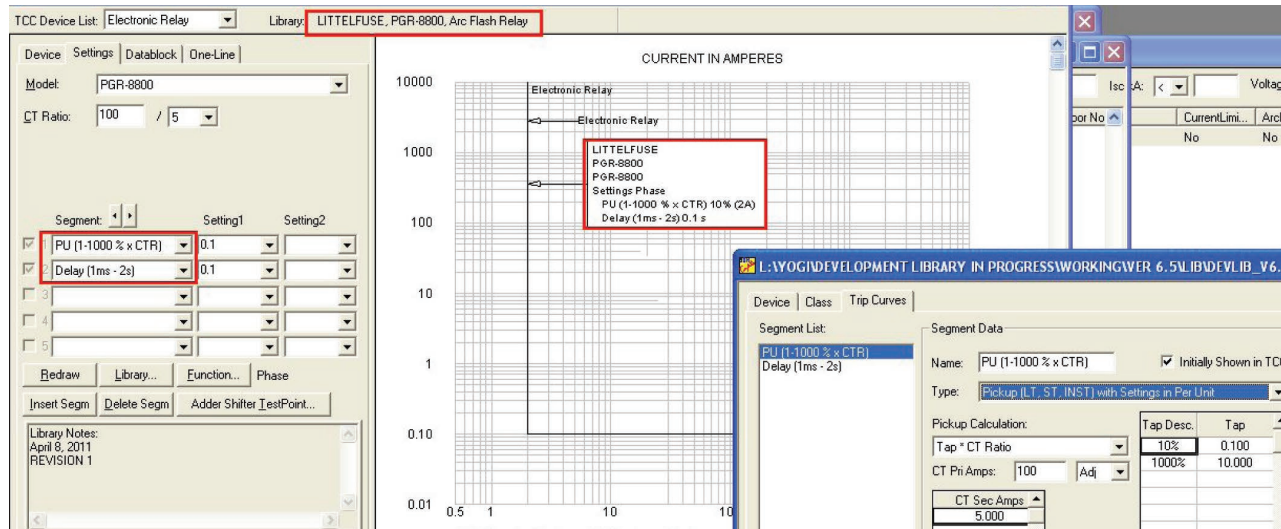 TCC Device List: Electronic Relay Library: LITTELFUSE, PGR-8800, Arc Flash Relay
Device Settings Datablock One-Line
Model: PGR-8800
CT Ratio: 100 / 5
Segment: Setting1 Setting2
1 PU (1-1000 % x CTR) 0.1
2 Delay (1ms - 2s) 0.1
3
4
5
Redraw Library... Function... Phase
Insert Segm Delete Segm Adder Shifter TestPoint...
Library Notes:
April 8, 2011
REVISION 1
CURRENT IN AMPERES
10000
1000
100
10
1
0.10
0.01
0.5 1 10 10
Electronic Relay
Electronic Relay
LITTELFUSE
PGR-8800
PGR-8800
Settings Phase
PU (1-1000 % x CTR) 10% (2A)
Delay (1ms - 2s) 0.1 s
Isc
kA: < Voltag
oor No CurrentLimi... Arcl
No No
L:\YOGI\DEVELOPMENT LIBRARY IN PROGRESS\WORKING\VER 6.5\LIB\DEVLIB_V6.
Device Class Trip Curves
Segment List:
PU (1-1000 % x CTR)
Delay (1ms - 2s)
Segment Data
Name: PU (1-1000 % x CTR) Initially Shown in TC
Type: Pickup (LT, ST, INST) with Settings in Per Unit
Pickup Calculation:
Tap * CT Ratio
CT Pri Amps: 100 Adj
CT Sec Amps
5.000
Tap Desc. Tap
10% 0.100
1000% 10.000